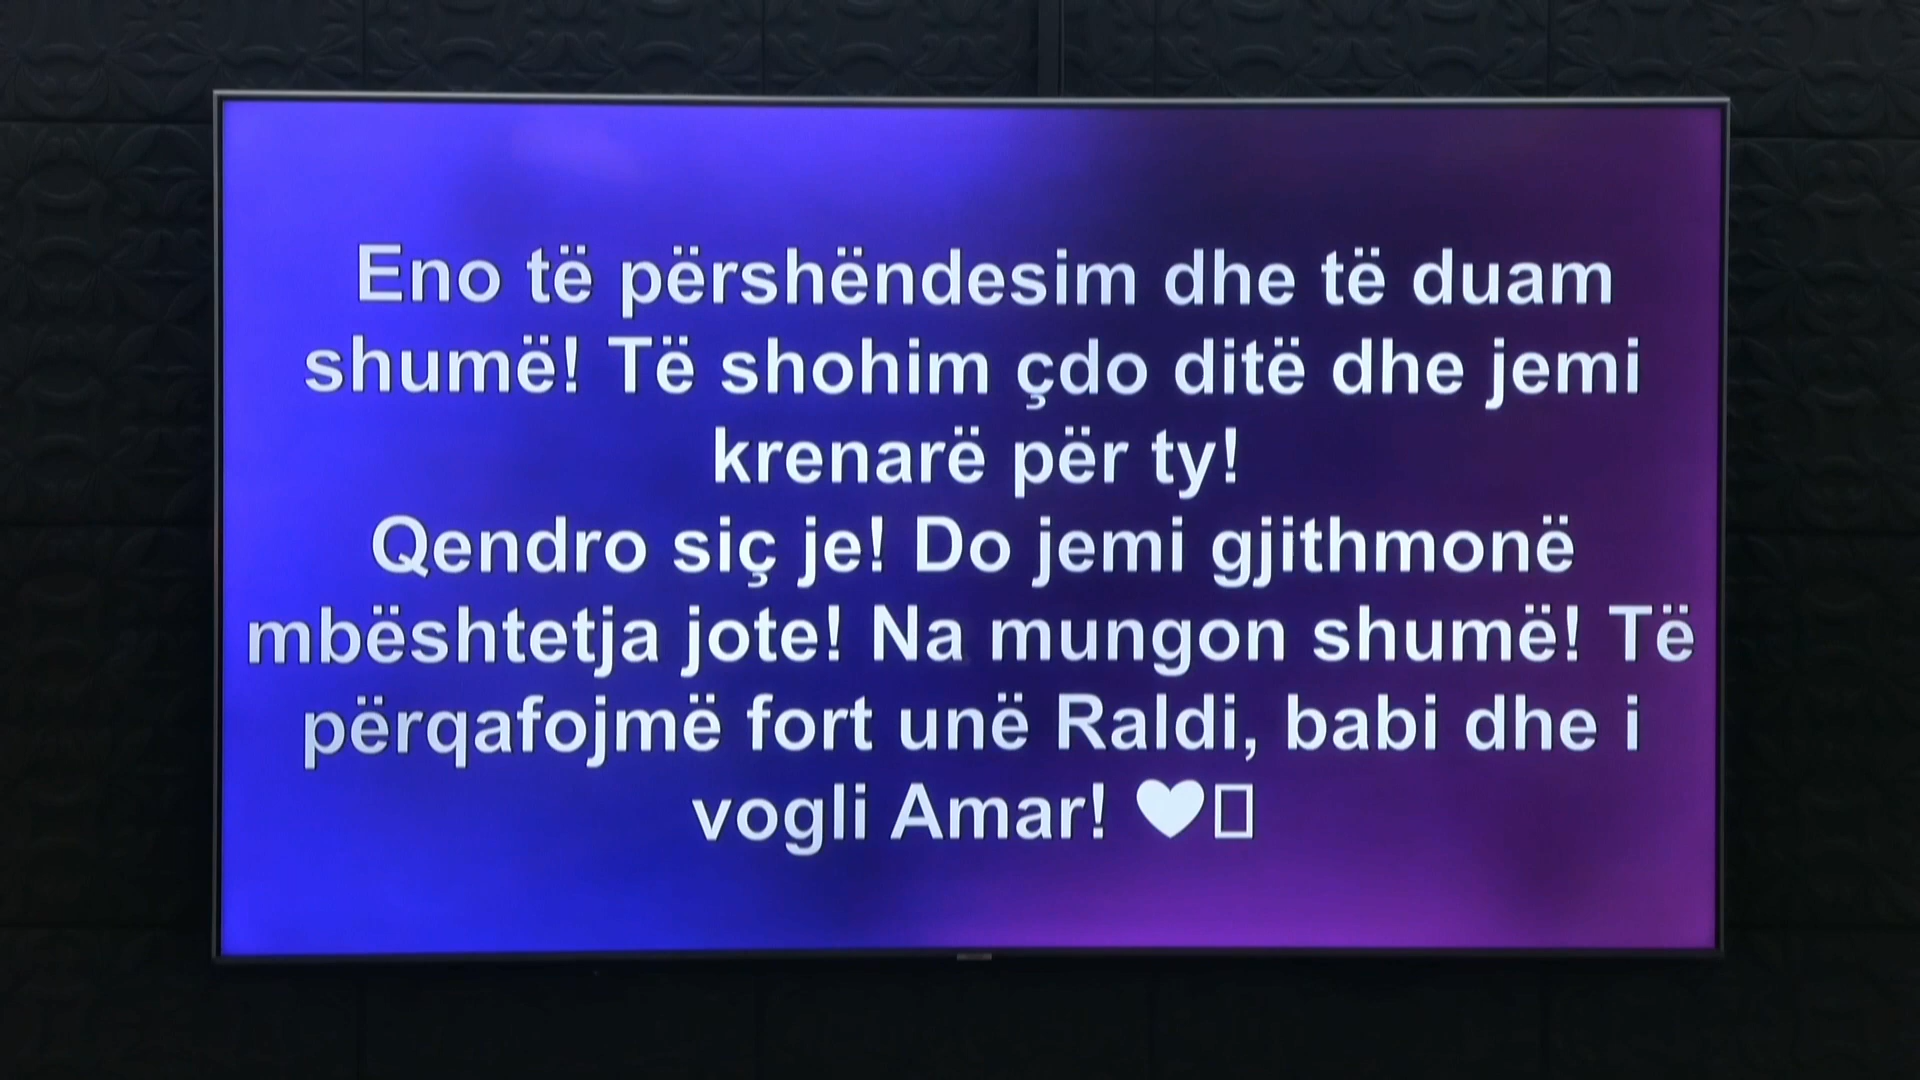 Eno të përshëndesim dhe të duam
shumë! Të shohim çdo ditë dhe jemi
krenarë për ty!
Qendro siç je! Do jemi gjithmonë
mbështetja jote! Na mungon shumë! Të
përqafojmë fort unë Raldi, babi dhe i
vogli Amar! ♥▯